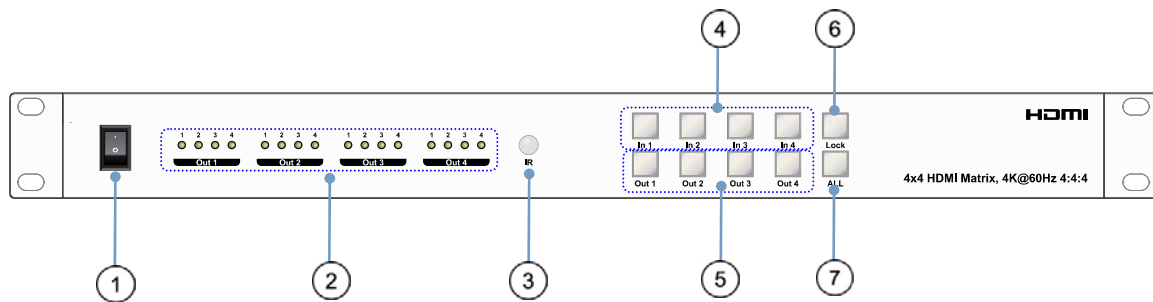 4 6
HDMI
1 2 3 4 1 2 3 4 1 2 3 4 1 2 3 4
Out 1 Out 2 Out 3 Out 4
IR
In 1 In 2 In 3 In 4 Lock
Out 1 Out 2 Out 3 Out 4 ALL
4x4 HDMI Matrix, 4K@60Hz 4:4:4
1 2 3 5 7